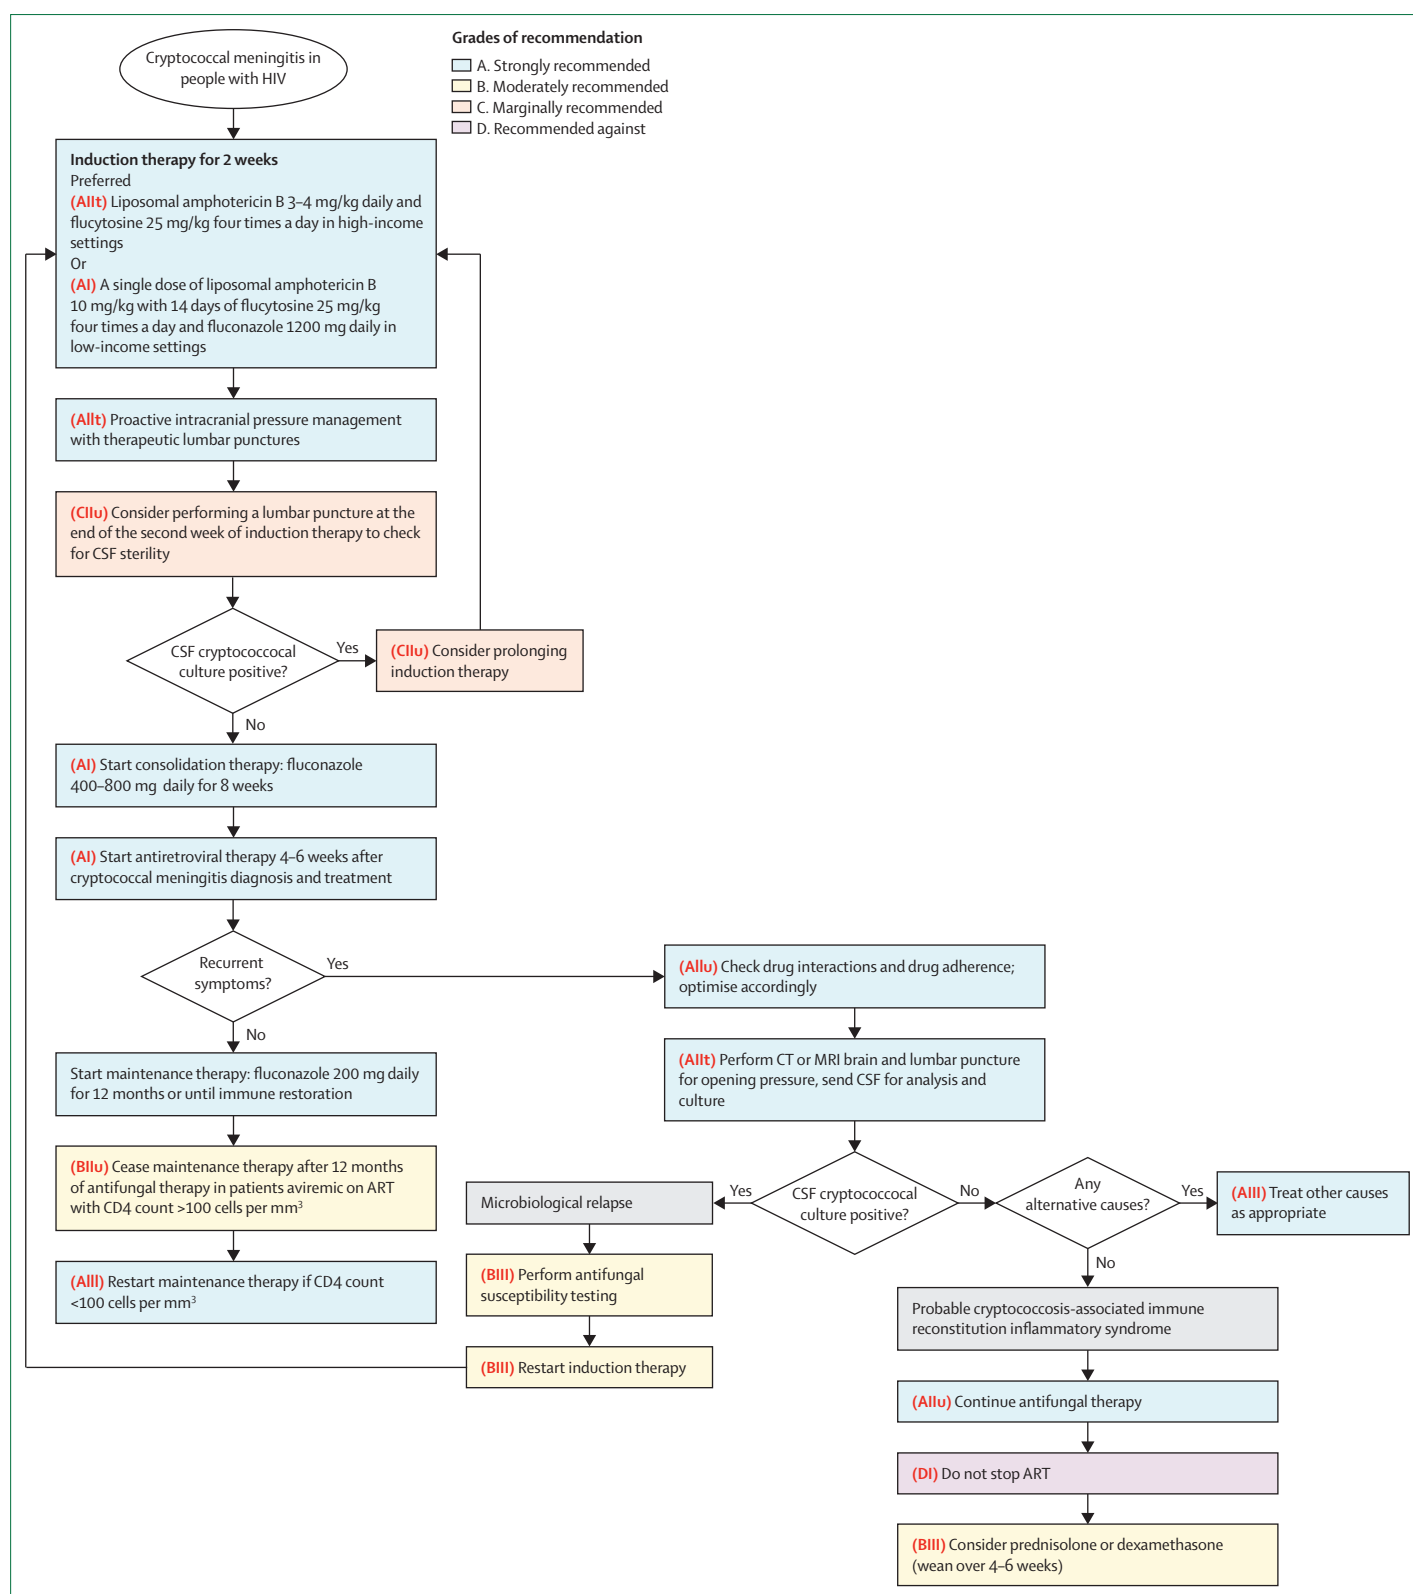 Cryptococcal meningitis in
people with HIV
Grades of recommendation
A. Strongly recommended
B. Moderately recommended
C. Marginally recommended
D. Recommended against
Induction therapy for 2 weeks
Preferred
(AIIt) Liposomal amphotericin B 3–4 mg/kg daily and
flucytosine 25 mg/kg four times a day in high-income
settings
Or
(AI) A single dose of liposomal amphotericin B
10 mg/kg with 14 days of flucytosine 25 mg/kg
four times a day and fluconazole 1200 mg daily in
low-income settings
(AIIt) Proactive intracranial pressure management
with therapeutic lumbar punctures
(CIIu) Consider performing a lumbar puncture at the
end of the second week of induction therapy to check
for CSF sterility
CSF cryptococcocal
culture positive?
Yes
(CIIu) Consider prolonging
induction therapy
No
(AI) Start consolidation therapy: fluconazole
400–800 mg daily for 8 weeks
(AI) Start antiretroviral therapy 4–6 weeks after
cryptococcal meningitis diagnosis and treatment
Recurrent
symptoms?
Yes
No
(AIIu) Check drug interactions and drug adherence;
optimise accordingly
(AIIt) Perform CT or MRI brain and lumbar puncture
for opening pressure, send CSF for analysis and
culture
Start maintenance therapy: fluconazole 200 mg daily
for 12 months or until immune restoration
(BIIu) Cease maintenance therapy after 12 months
of antifungal therapy in patients aviremic on ART
with CD4 count >100 cells per mm³
(AIII) Restart maintenance therapy if CD4 count
<100 cells per mm³
CSF cryptococcocal
culture positive?
Yes
Microbiological relapse
(BIII) Perform antifungal
susceptibility testing
(BIII) Restart induction therapy
No
Any
alternative causes?
Yes
(AIII) Treat other causes
as appropriate
No
Probable cryptococcosis-associated immune
reconstitution inflammatory syndrome
(AIIu) Continue antifungal therapy
(DI) Do not stop ART
(BIII) Consider prednisolone or dexamethasone
(wean over 4–6 weeks)